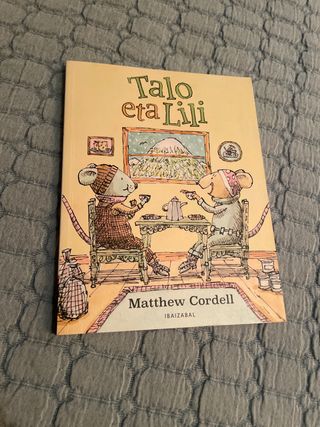 Talo
eta Lili
Matthew Cordell
IBAIZABAL